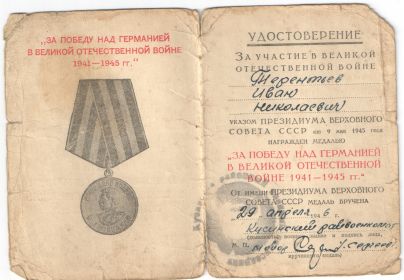 „ЗА ПОБЕДУ НАД ГЕРМАНИЕЙ
В ВЕЛИКОЙ ОТЕЧЕСТВЕННОЙ ВОЙНЕ
1941—1945 гг.“
УДОСТОВЕРЕНИЕ
ЗА УЧАСТИЕ В ВЕЛИКОЙ
ОТЕЧЕСТВЕННОЙ ВОЙНЕ
Терентьев
Иван
Николаевич
УКАЗОМ ПРЕЗИДИУМА ВЕРХОВНОГО
СОВЕТА СССР от 9 мая 1945 года
НАГРАЖДЕН МЕДАЛЬЮ
„ЗА ПОБЕДУ НАД ГЕРМАНИЕЙ
В ВЕЛИКОЙ ОТЕЧЕСТВЕННОЙ
ВОЙНЕ 1941—1945 гг.“
ОТ ИМЕНИ ПРЕЗИДИУМА ВЕРХОВНОГО
СОВЕТА СССР МЕДАЛЬ ВРУЧЕНА
29 апреля 1946 г.
Кусинский райвоенкомат
М. П.